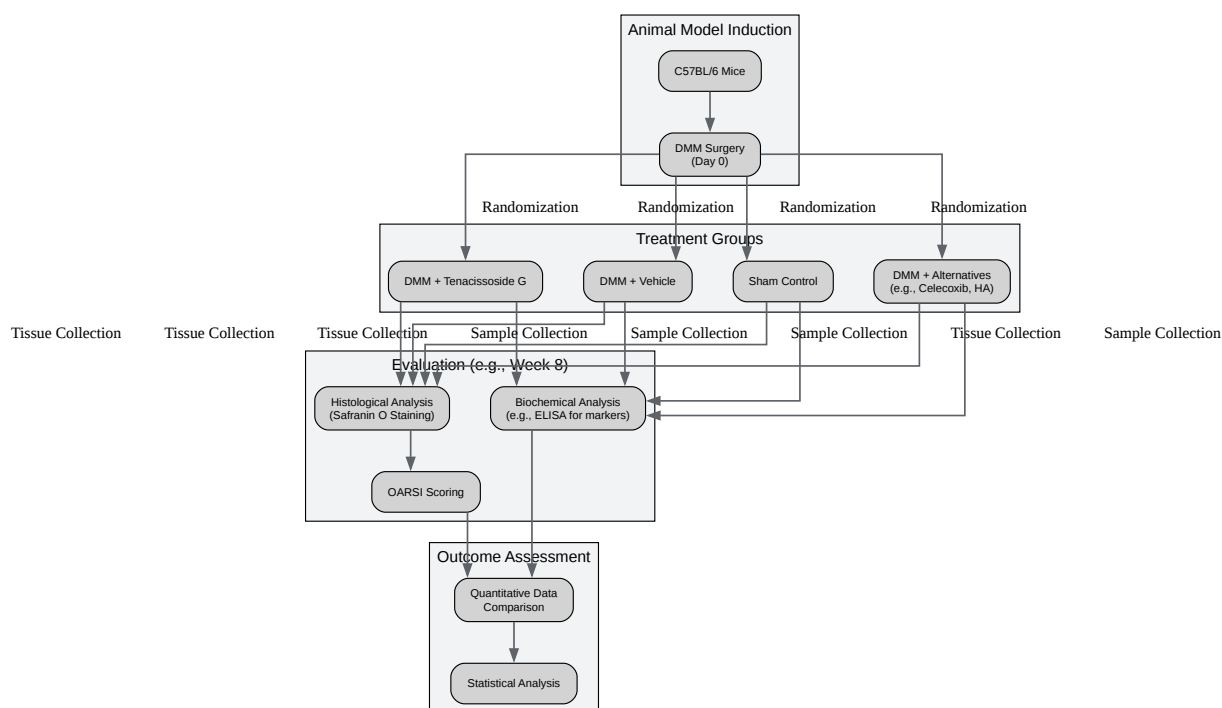 Animal Model Induction
C57BL/6 Mice
DMM Surgery
(Day 0)
Randomization
Randomization
Randomization
Randomization
Treatment Groups
DMM + Tenacissoside G
DMM + Vehicle
Sham Control
DMM + Alternatives
(e.g., Celecoxib, HA)
Tissue Collection
Tissue Collection
Tissue Collection
Sample Collection
Sample Collection
Sample Collection
Tissue Collection
Sample Collection
Evaluation (e.g., Week 8)
Histological Analysis
(Safranin O Staining)
Biochemical Analysis
(e.g., ELISA for markers)
OARSI Scoring
Outcome Assessment
Quantitative Data
Comparison
Statistical Analysis